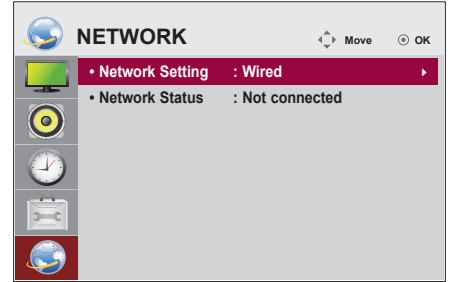 NETWORK Move OK
• Network Setting : Wired
• Network Status : Not connected